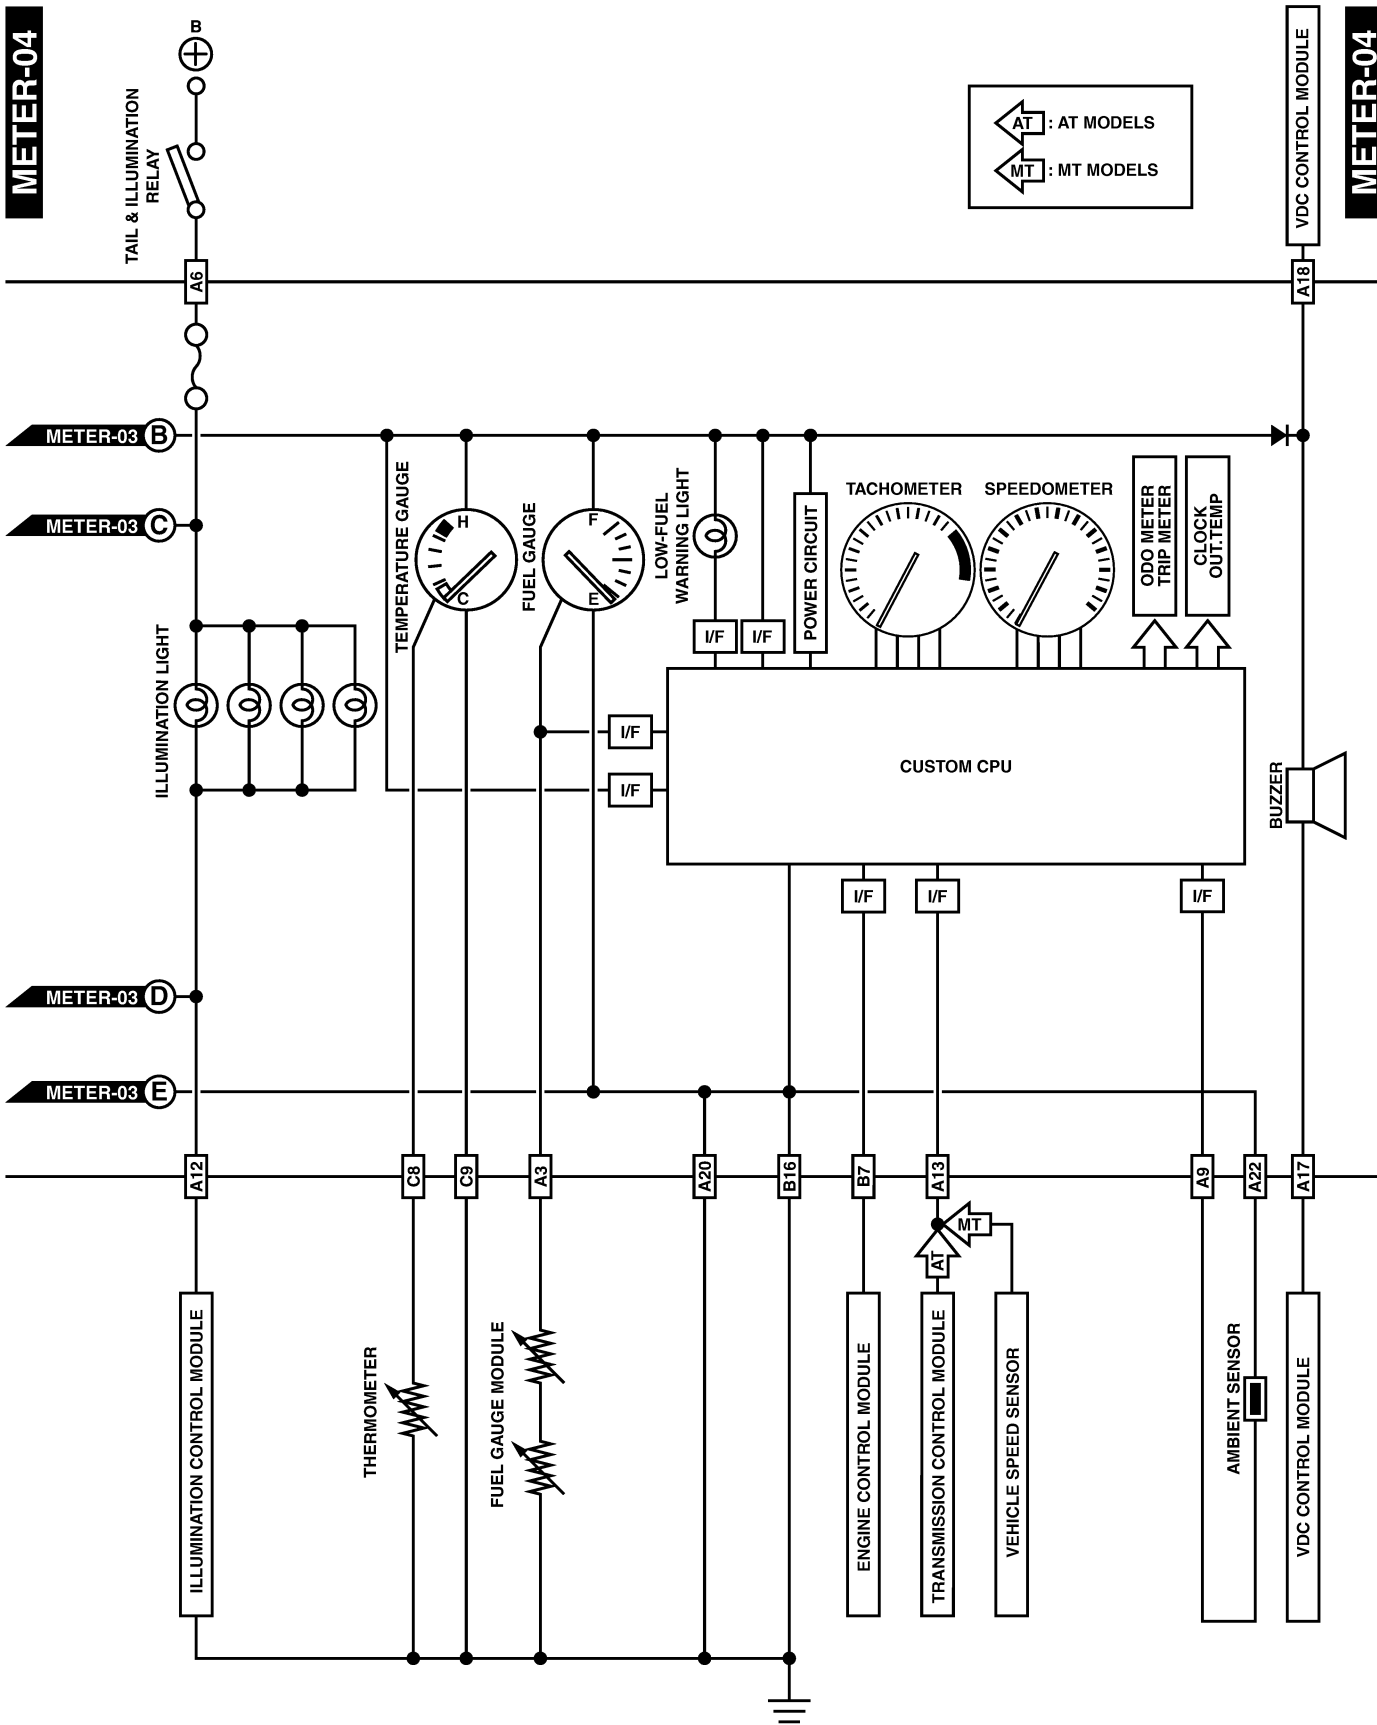 METER-04
METER-04
B
TAIL & ILLUMINATION
RELAY
AT : AT MODELS
MT : MT MODELS
VDC CONTROL MODULE
A6
A18
METER-03 B
METER-03 C
TEMPERATURE GAUGE
H
C
FUEL GAUGE
F
E
LOW-FUEL
WARNING LIGHT
POWER CIRCUIT
TACHOMETER
SPEEDOMETER
ODO METER
TRIP METER
CLOCK
OUT.TEMP
I/F
I/F
ILLUMINATION LIGHT
I/F
I/F
CUSTOM CPU
BUZZER
I/F
I/F
I/F
METER-03 D
METER-03 E
A12
C8
C9
A3
A20
B16
B7
A13
A9
A22
A17
MT
AT
ILLUMINATION CONTROL MODULE
THERMOMETER
FUEL GAUGE MODULE
ENGINE CONTROL MODULE
TRANSMISSION CONTROL MODULE
VEHICLE SPEED SENSOR
AMBIENT SENSOR
VDC CONTROL MODULE